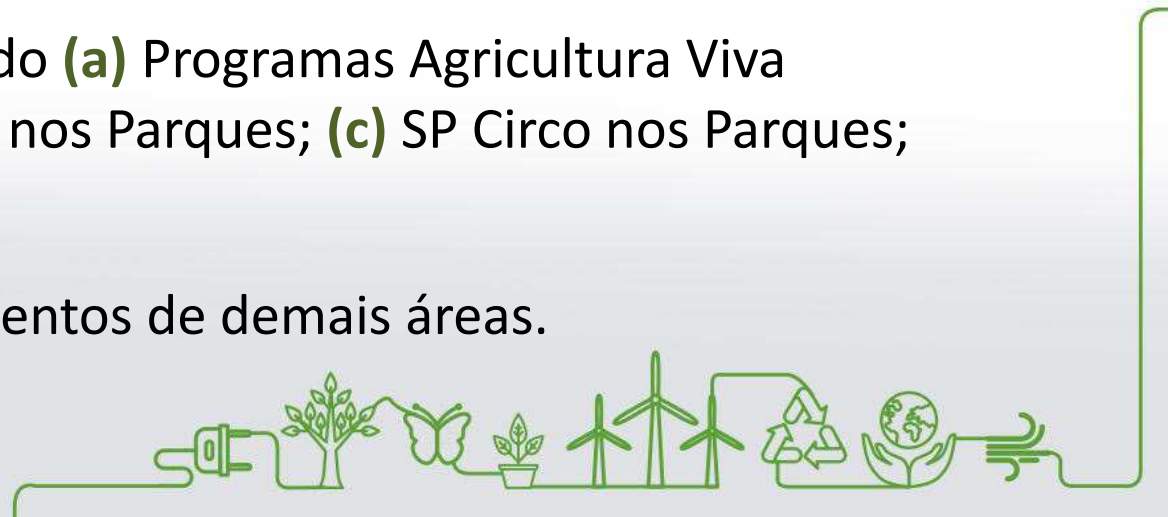 do (a) Programas Agricultura Viva
nos Parques; (c) SP Circo nos Parques;
entos de demais áreas.